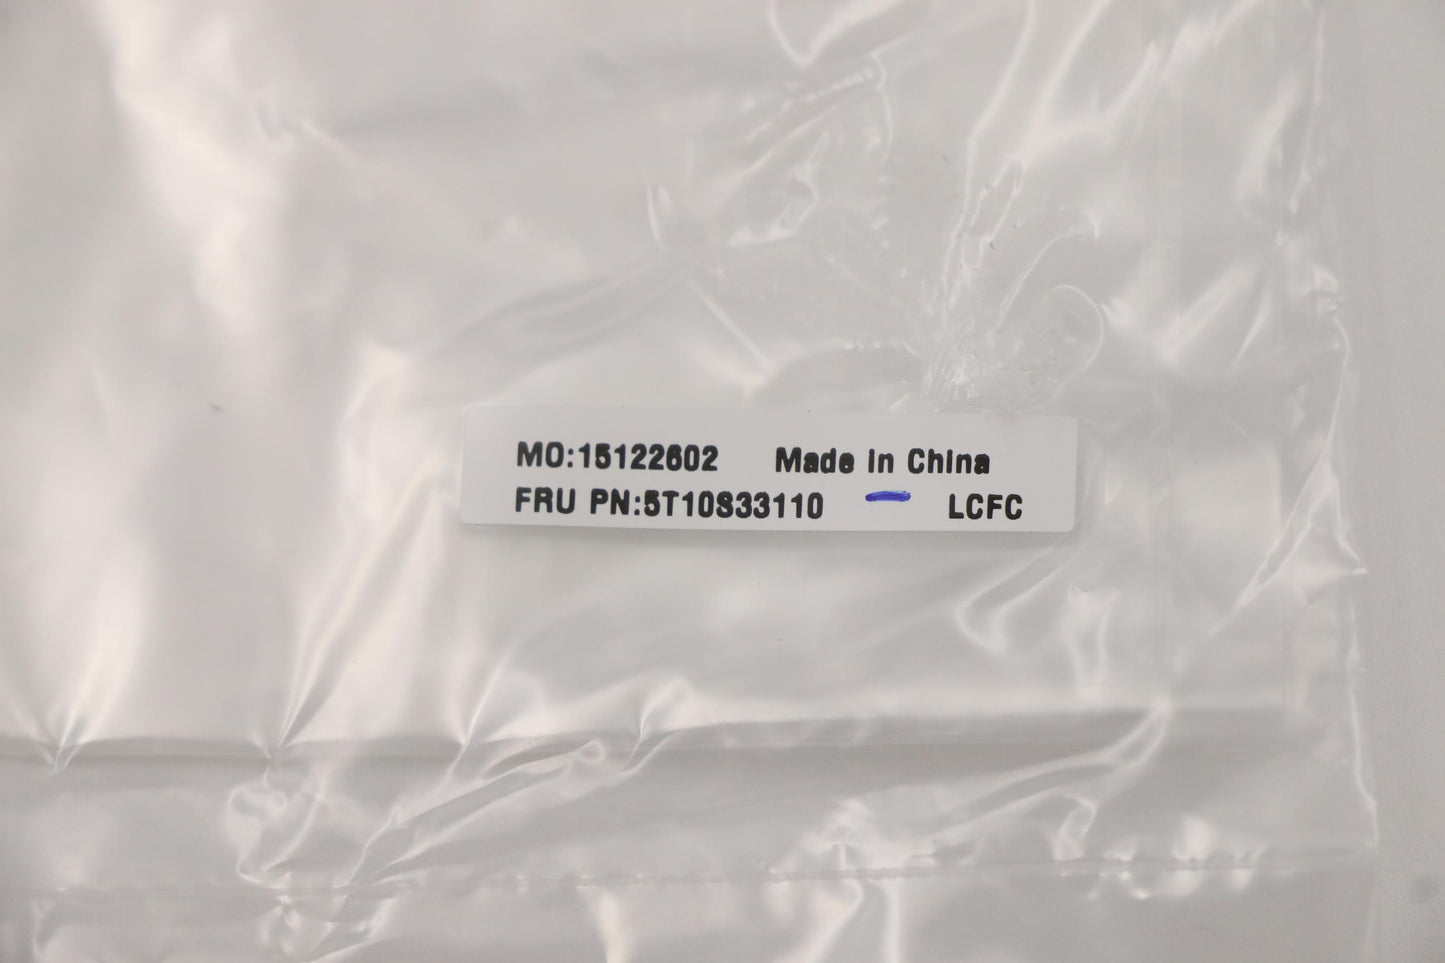 MO:15122602 Made in China
FRU PN:5T10S33110 LCFC